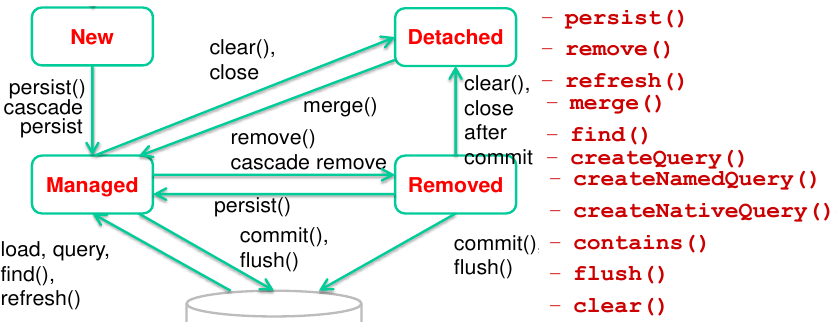 New
Detached
clear(),
close
persist()
cascade
persist
merge()
clear(),
close
after
commit
remove()
cascade remove
Managed
Removed
persist()
commit(),
flush()
commit(),
flush()
load, query,
find(),
refresh()
– persist()
– remove()
– refresh()
– merge()
– find()
– createQuery()
– createNamedQuery()
– createNativeQuery()
– contains()
– flush()
– clear()